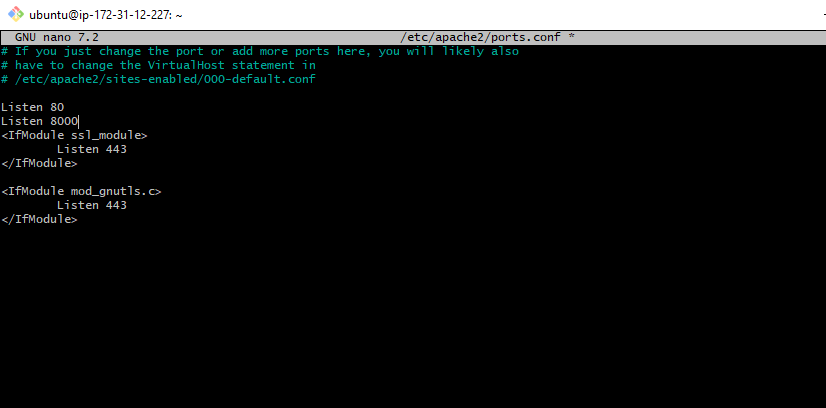 ubuntu@ip-172-31-12-227: ~
GNU nano 7.2 /etc/apache2/ports.conf *
# If you just change the port or add more ports here, you will likely also
# have to change the VirtualHost statement in
# /etc/apache2/sites-enabled/000-default.conf
Listen 80
Listen 8000
<IfModule ssl_module>
Listen 443
</IfModule>
<IfModule mod_gnutls.c>
Listen 443
</IfModule>